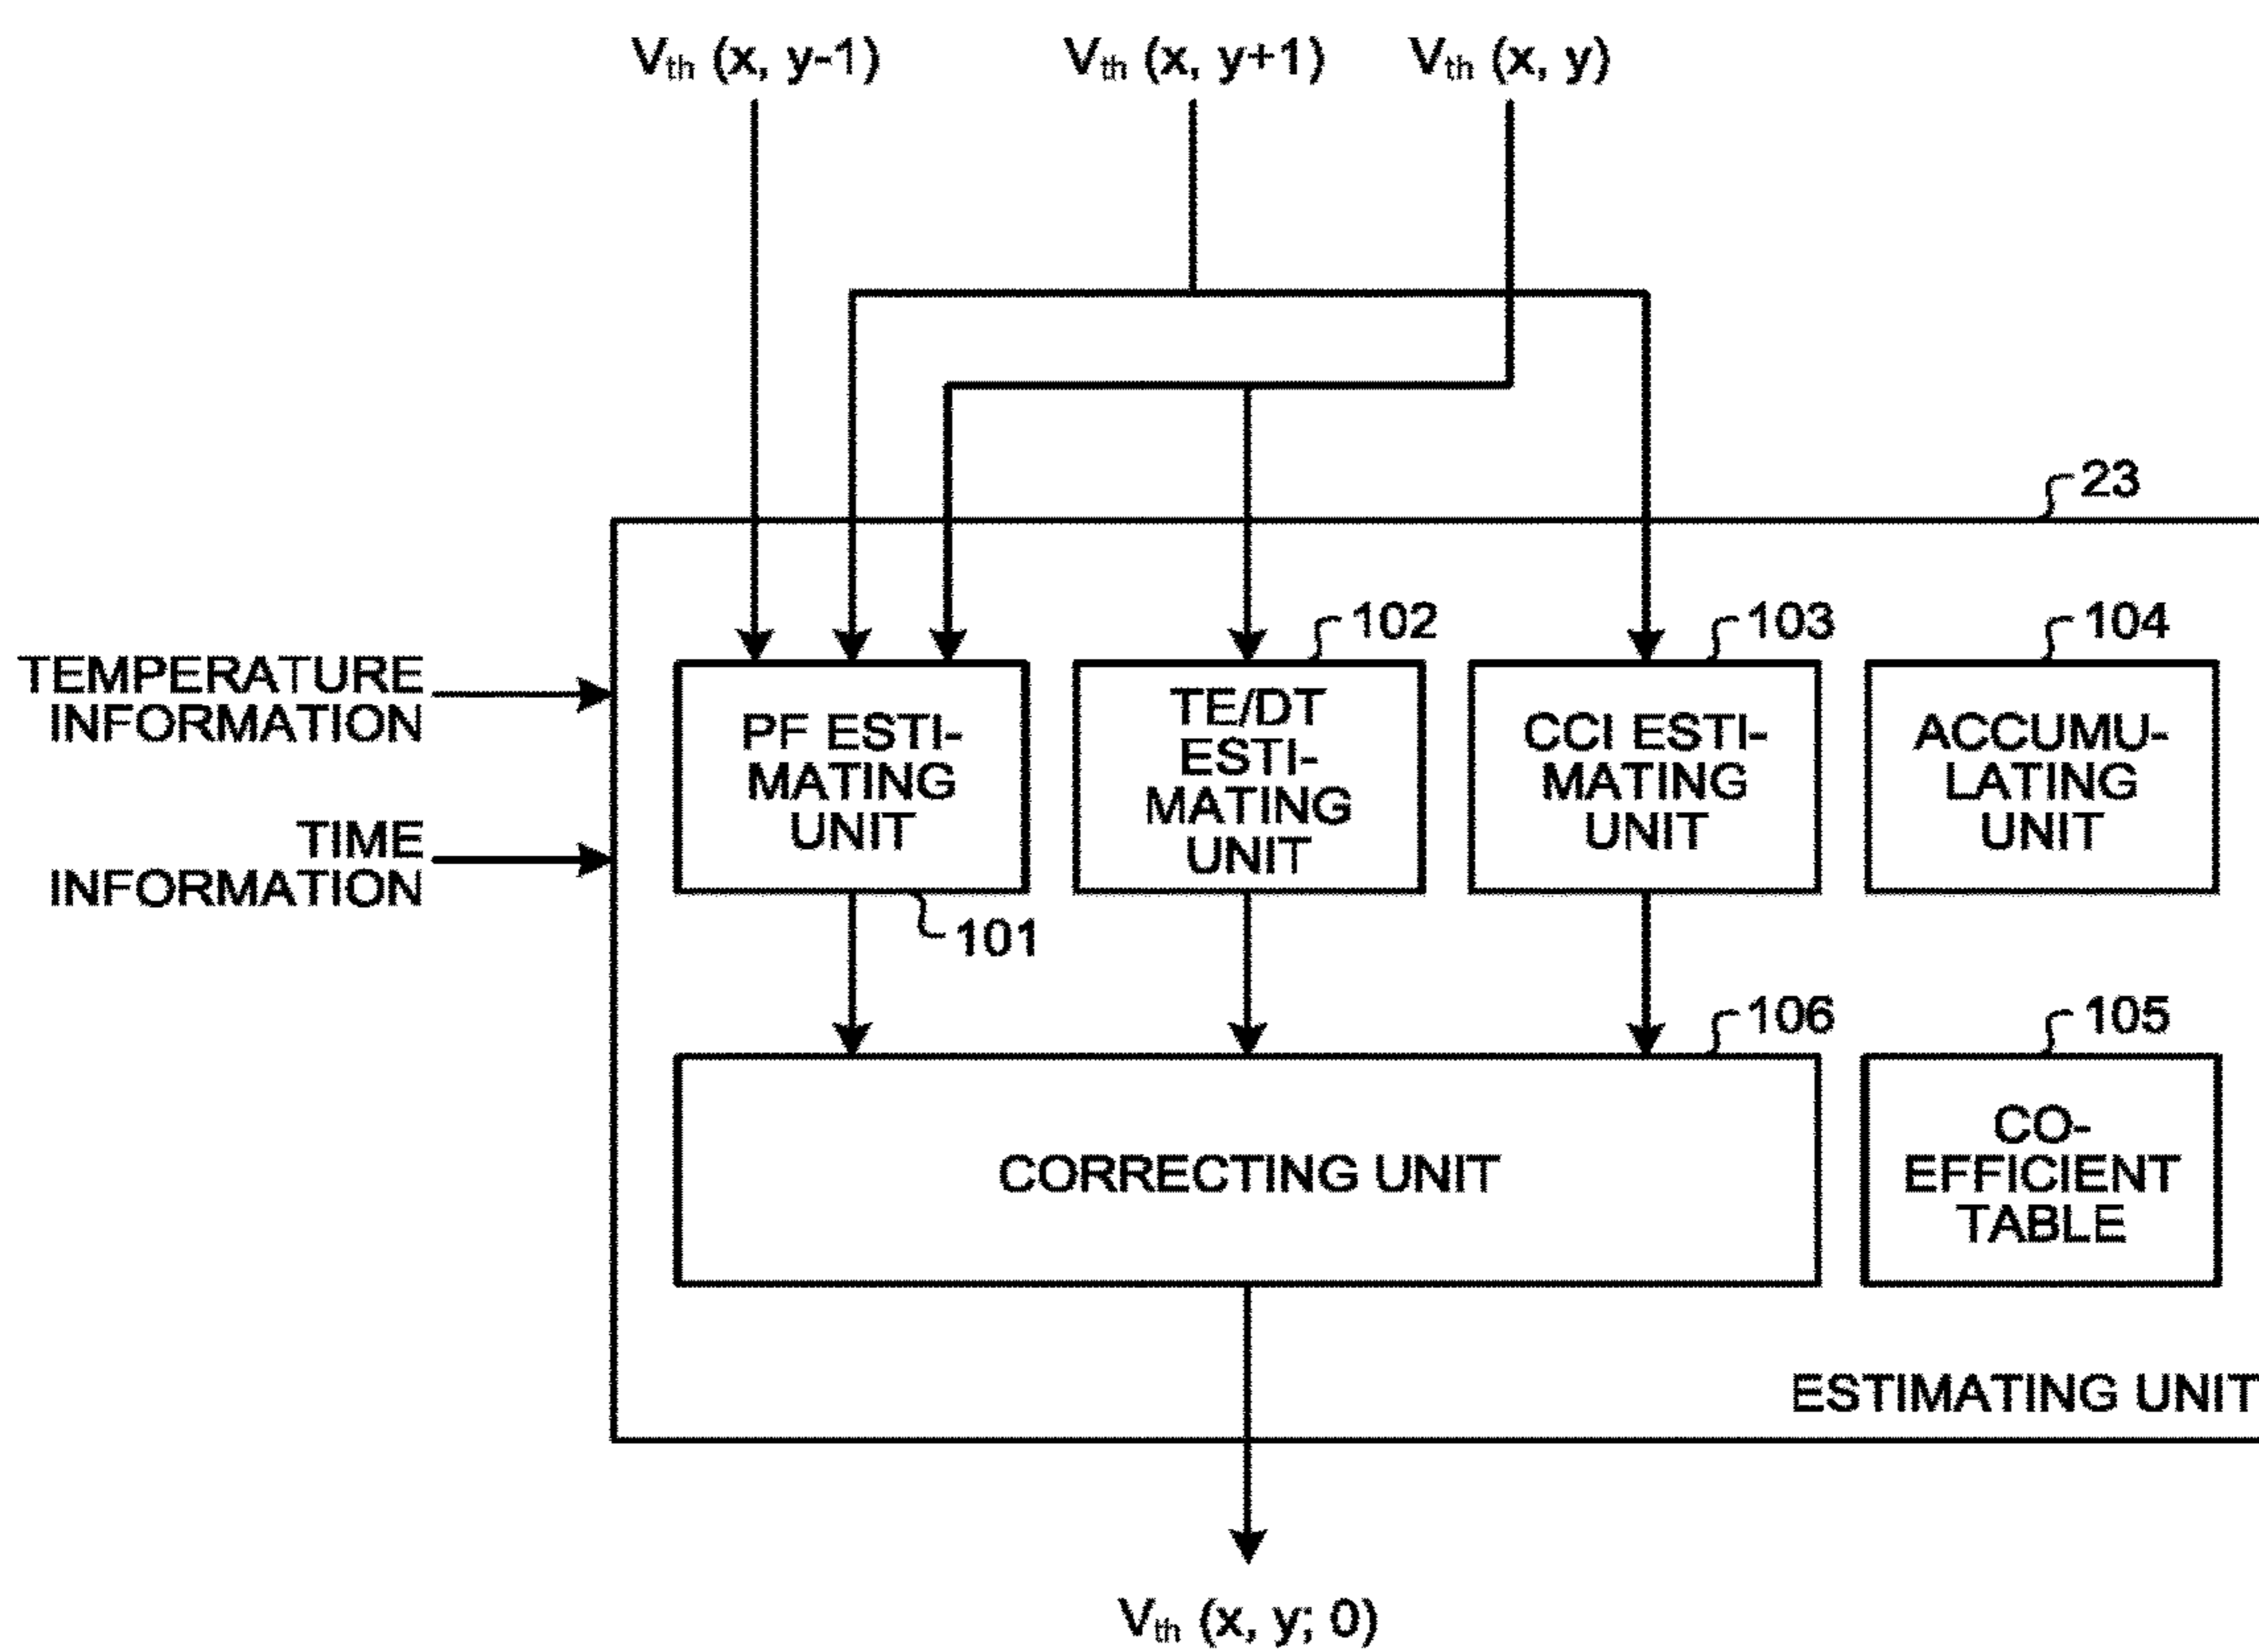 Vth (x, y-1)
Vth (x, y+1)
Vth (x, y)
23
TEMPERATURE
INFORMATION
TIME
INFORMATION
102
103
104
PF ESTI-
MATING
UNIT
TE/DT
ESTI-
MATING
UNIT
CCI ESTI-
MATING
UNIT
ACCUMU-
LATING
UNIT
101
106
105
CORRECTING UNIT
CO-
EFFICIENT
TABLE
ESTIMATING UNIT
Vth (x, y; 0)